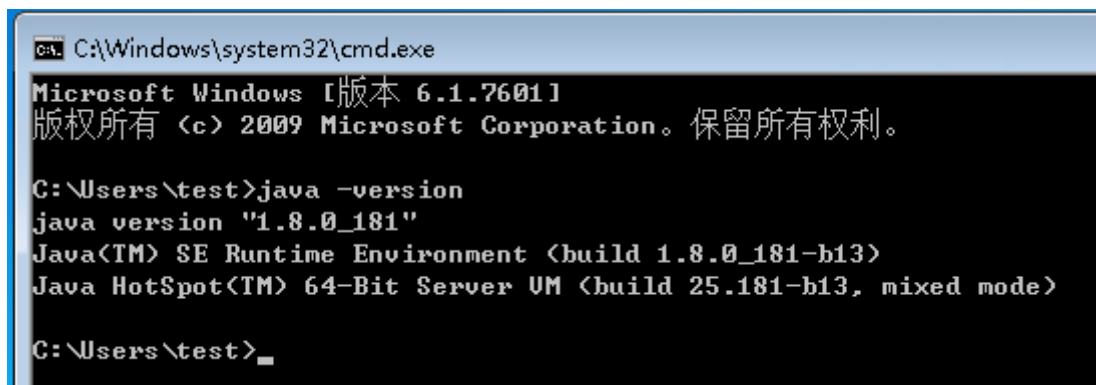 C:\Windows\system32\cmd.exe
Microsoft Windows [版本 6.1.7601]
版权所有 (c) 2009 Microsoft Corporation。保留所有权利。
C:\Users\test>java -version
java version "1.8.0_181"
Java(TM) SE Runtime Environment (build 1.8.0_181-b13)
Java HotSpot(TM) 64-Bit Server VM (build 25.181-b13, mixed mode)
C:\Users\test>_